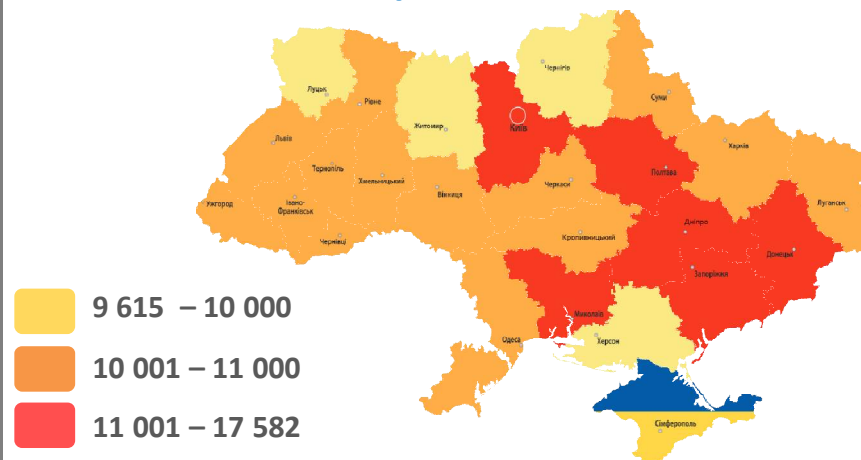 Чернігів
Луцьк
Рівне
Суми
Житомир
Київ
Львів
Харків
Тернопіль
Полтава
Хмельницький
Вінниця
Черкаси
Ужгород
Івано-
Франківськ
Луганськ
Дніпро
Чернівці
Кропивницький
Донецьк
Запоріжжя
9 615 – 10 000
Миколаїв
Одеса
Херсон
10 001 – 11 000
11 001 – 17 582
Сімферополь